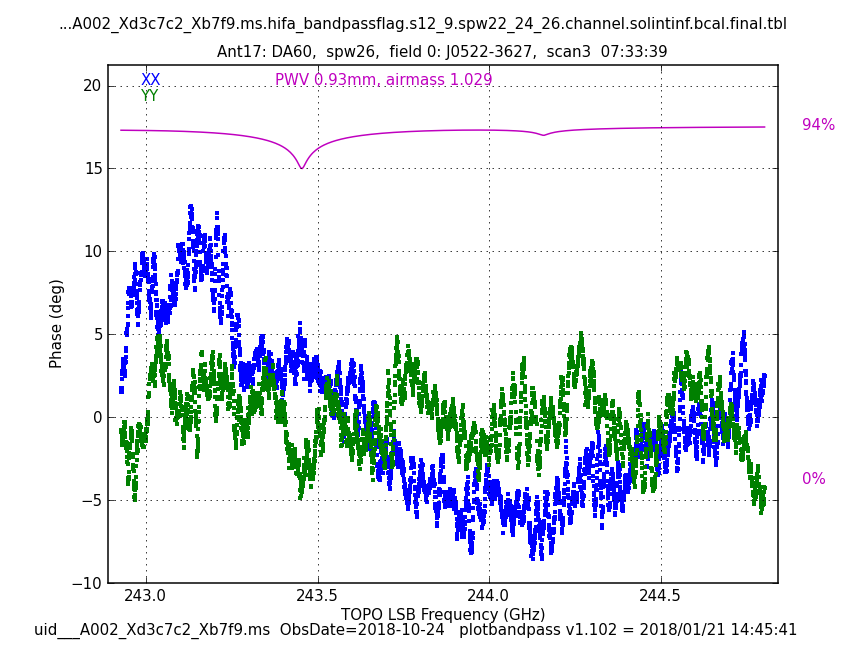 ...A002_Xd3c7c2_Xb7f9.ms.hifa_bandpassflag.s12_9.spw22_24_26.channel.solintinf.bcal.final.tbl
Ant17: DA60,  spw26,  field 0: J0522-3627,  scan3  07:33:39
XX
YY
PWV 0.93mm, airmass 1.029
94%
0%
20
15
10
5
0
−5
−10
Phase (deg)
243.0 243.5 244.0 244.5
TOPO LSB Frequency (GHz)
uid___A002_Xd3c7c2_Xb7f9.ms  ObsDate=2018-10-24   plotbandpass v1.102 = 2018/01/21 14:45:41